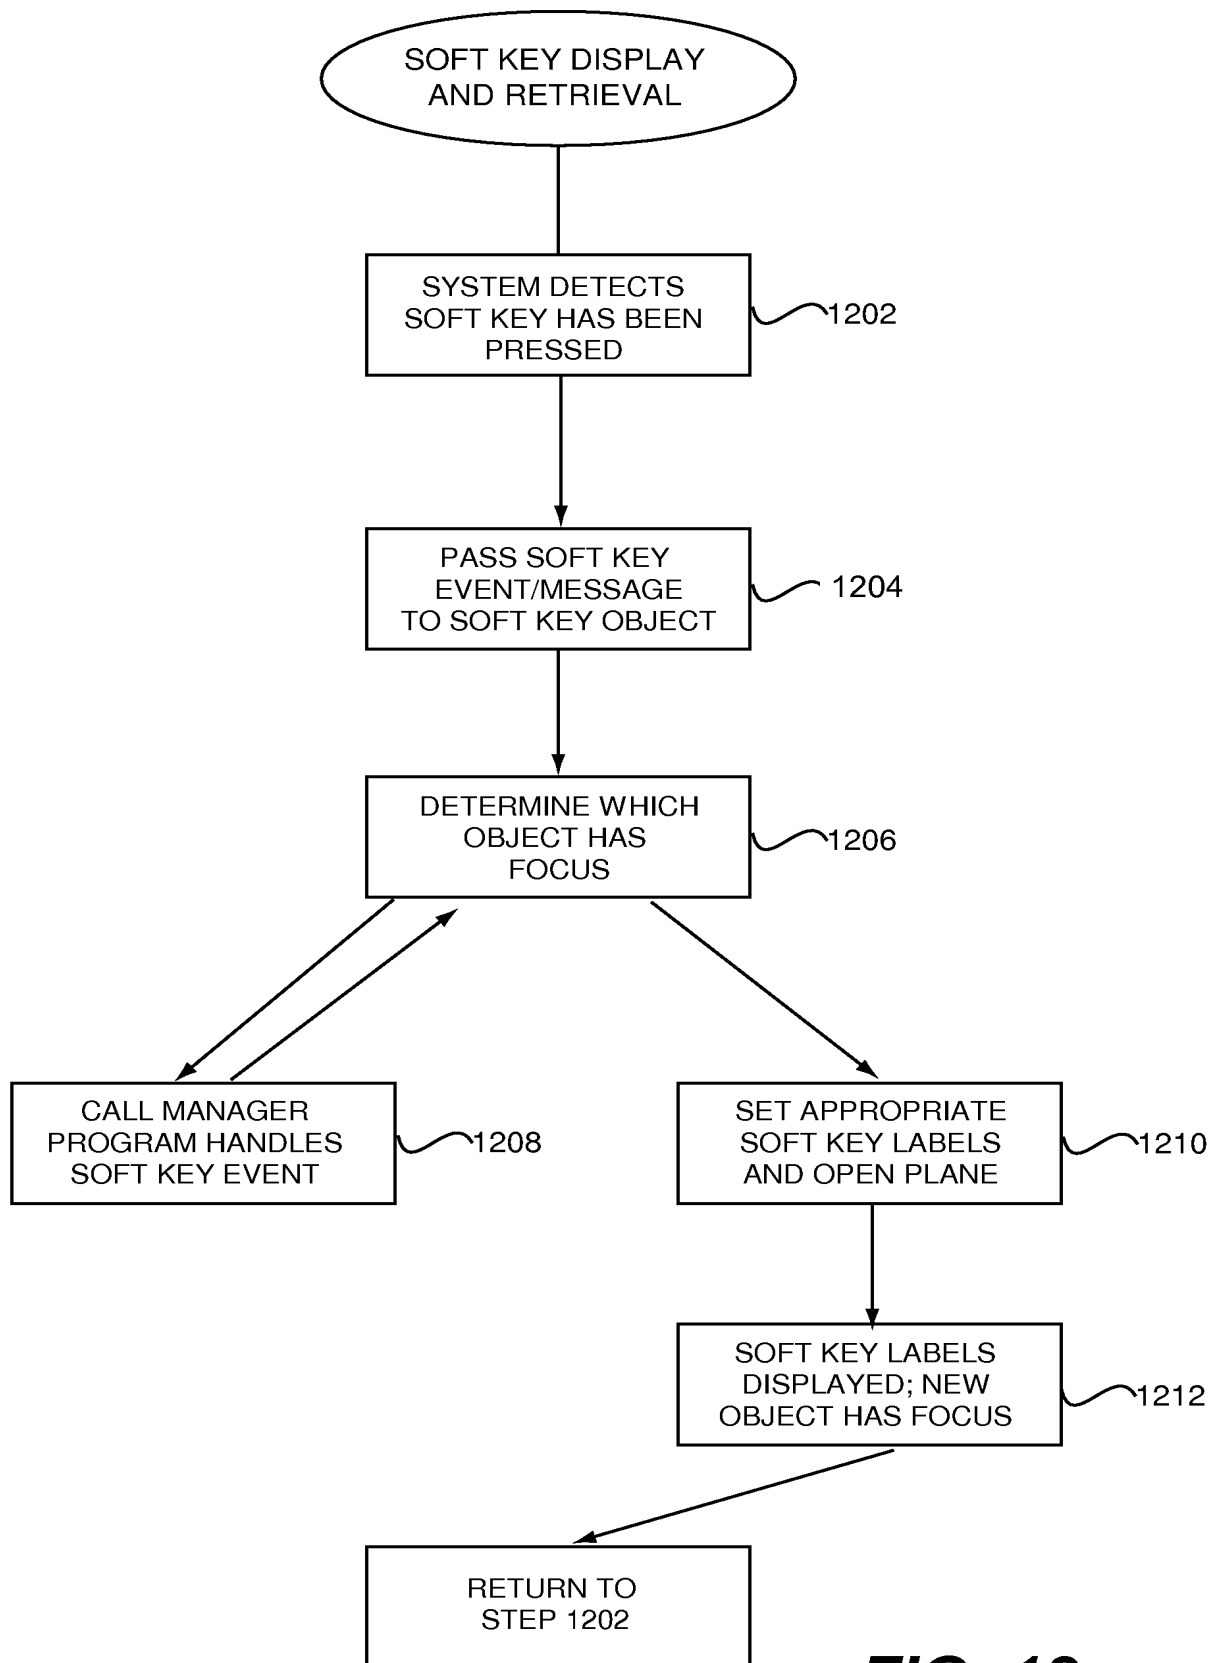 SOFT KEY DISPLAY
AND RETRIEVAL
SYSTEM DETECTS
SOFT KEY HAS BEEN
PRESSED
1202
PASS SOFT KEY
EVENT/MESSAGE
TO SOFT KEY OBJECT
1204
DETERMINE WHICH
OBJECT HAS
FOCUS
1206
CALL MANAGER
PROGRAM HANDLES
SOFT KEY EVENT
1208
SET APPROPRIATE
SOFT KEY LABELS
AND OPEN PLANE
1210
SOFT KEY LABELS
DISPLAYED; NEW
OBJECT HAS FOCUS
1212
RETURN TO
STEP 1202